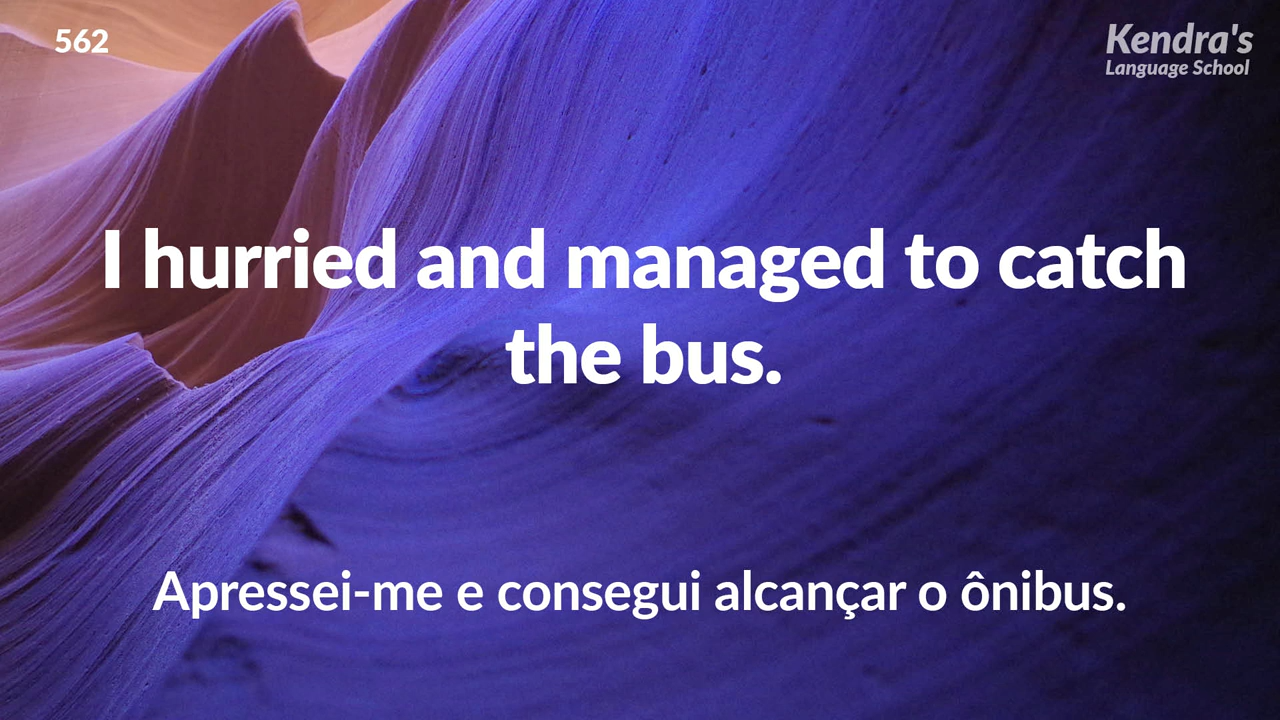 562
Kendra's
Language School
I hurried and managed to catch
the bus.
Apressei-me e consegui alcançar o ônibus.